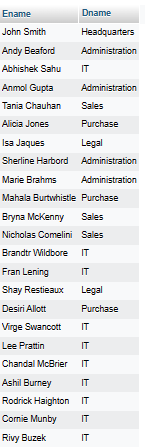 Ename Dname
John Smith Headquarters
Andy Beaford Administration
Abhishek Sahu IT
Anmol Gupta Administration
Tania Chauhan Sales
Alicia Jones Purchase
Isa Jaques Legal
Sherline Harbord Administration
Marie Brahms Administration
Mahala Burtwhistle Purchase
Bryna McKenny Sales
Nicholas Comelini Sales
Brandtr Wildbore IT
Fran Lening IT
Shay Restieaux Legal
Desiri Allott Purchase
Virge Swancott IT
Lee Prattin IT
Chandal McBrier IT
Ashil Burney IT
Rodrick Haighton IT
Cornie Munby IT
Rivy Buzek IT